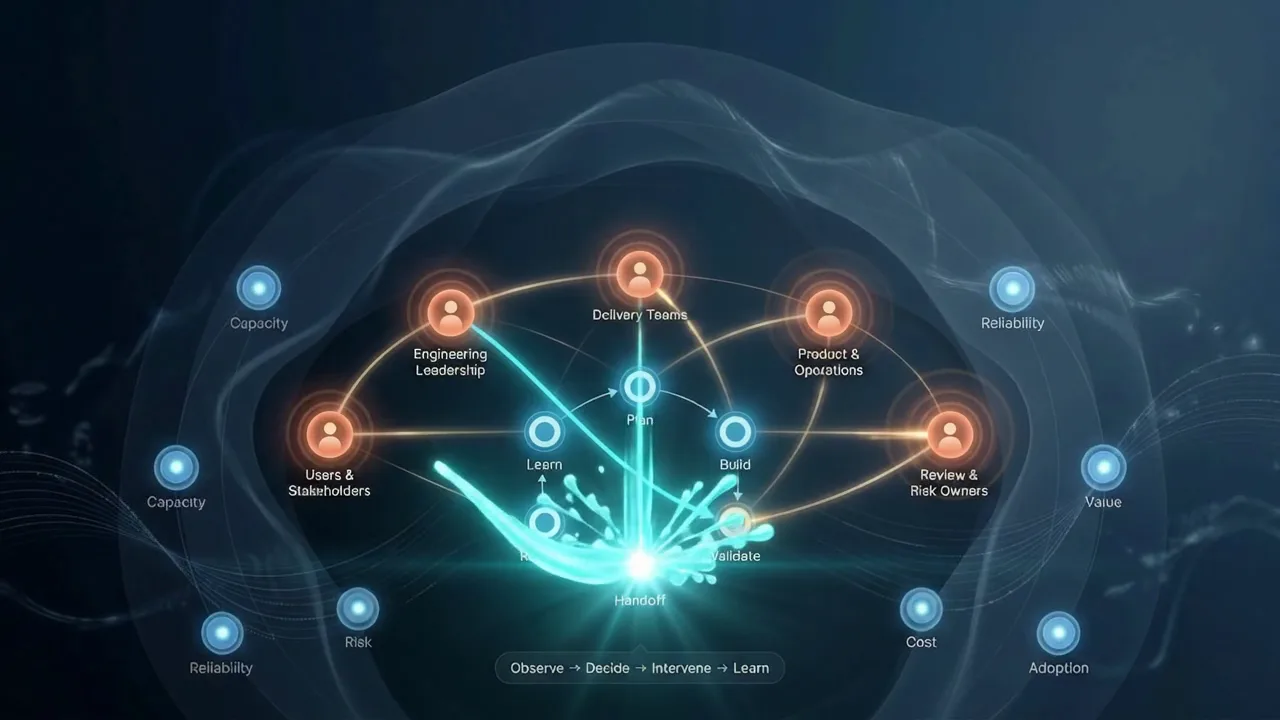 Capacity
Reliability
Delivery Teams
Engineering
Leadership
Product &
Operations
Plan
Learn
Build
Users &
Stakeholders
Review &
Risk Owners
Capacity
Value
Validate
Handoff
Risk
Cost
Reliability
Adoption
Observe → Decide → Intervene → Learn